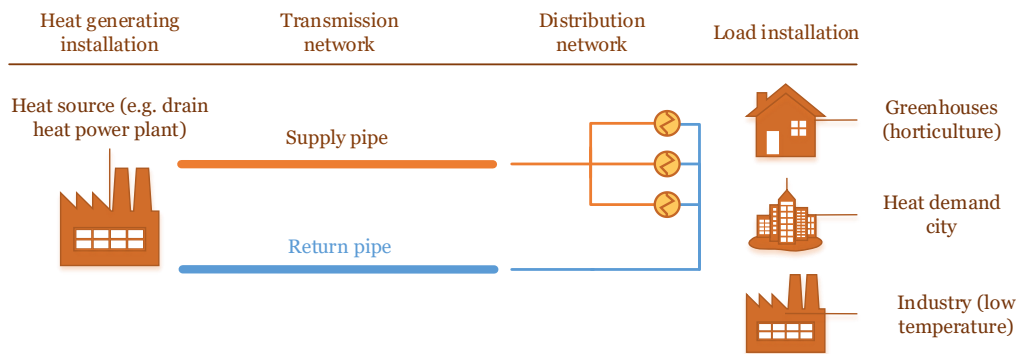 Heat generating
installation
Transmission
network
Distribution
network
Load installation
Heat source (e.g. drain
heat power plant)
Supply pipe
Return pipe
Greenhouses
(horticulture)
Heat demand
city
Industry (low
temperature)